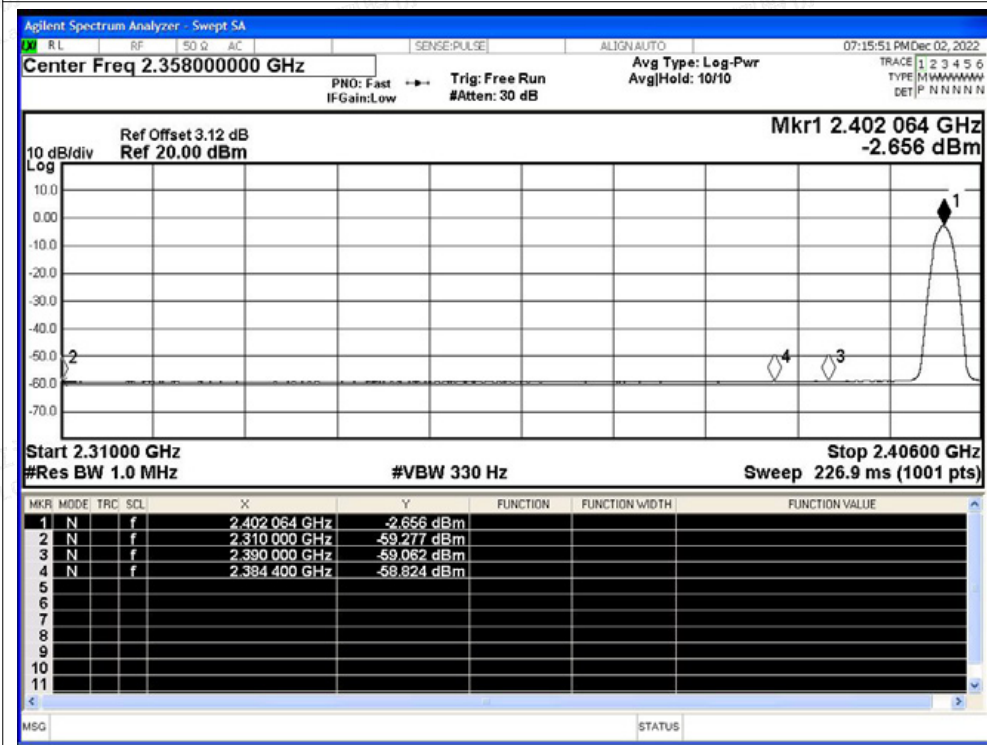 Agilent Spectrum Analyzer - Swept SA
LXI RL RF 50 Ω AC SENSE:PULSE ALIGN AUTO 07:15:51 PM Dec 02, 2022
Center Freq 2.358000000 GHz
PNO: Fast
IFGain:Low
Trig: Free Run
#Atten: 30 dB
Avg Type: Log-Pwr
Avg|Hold: 10/10
TRACE 1 2 3 4 5 6
TYPE M W W W W W
DET P N N N N N
Ref Offset 3.12 dB
Ref 20.00 dBm
10 dB/div
Log
Mkr1 2.402 064 GHz
-2.656 dBm
10.0
0.00
-10.0
-20.0
-30.0
-40.0
-50.0
-60.0
-70.0
1
2
4
3
Start 2.31000 GHz
Stop 2.40600 GHz
#Res BW 1.0 MHz
#VBW 330 Hz
Sweep 226.9 ms (1001 pts)
MKR MODE TRC SCL X Y FUNCTION FUNCTION WIDTH FUNCTION VALUE
1 N f 2.402 064 GHz -2.656 dBm
2 N f 2.310 000 GHz -59.277 dBm
3 N f 2.390 000 GHz -59.062 dBm
4 N f 2.384 400 GHz -58.824 dBm
5
6
7
8
9
10
11
MSG
STATUS